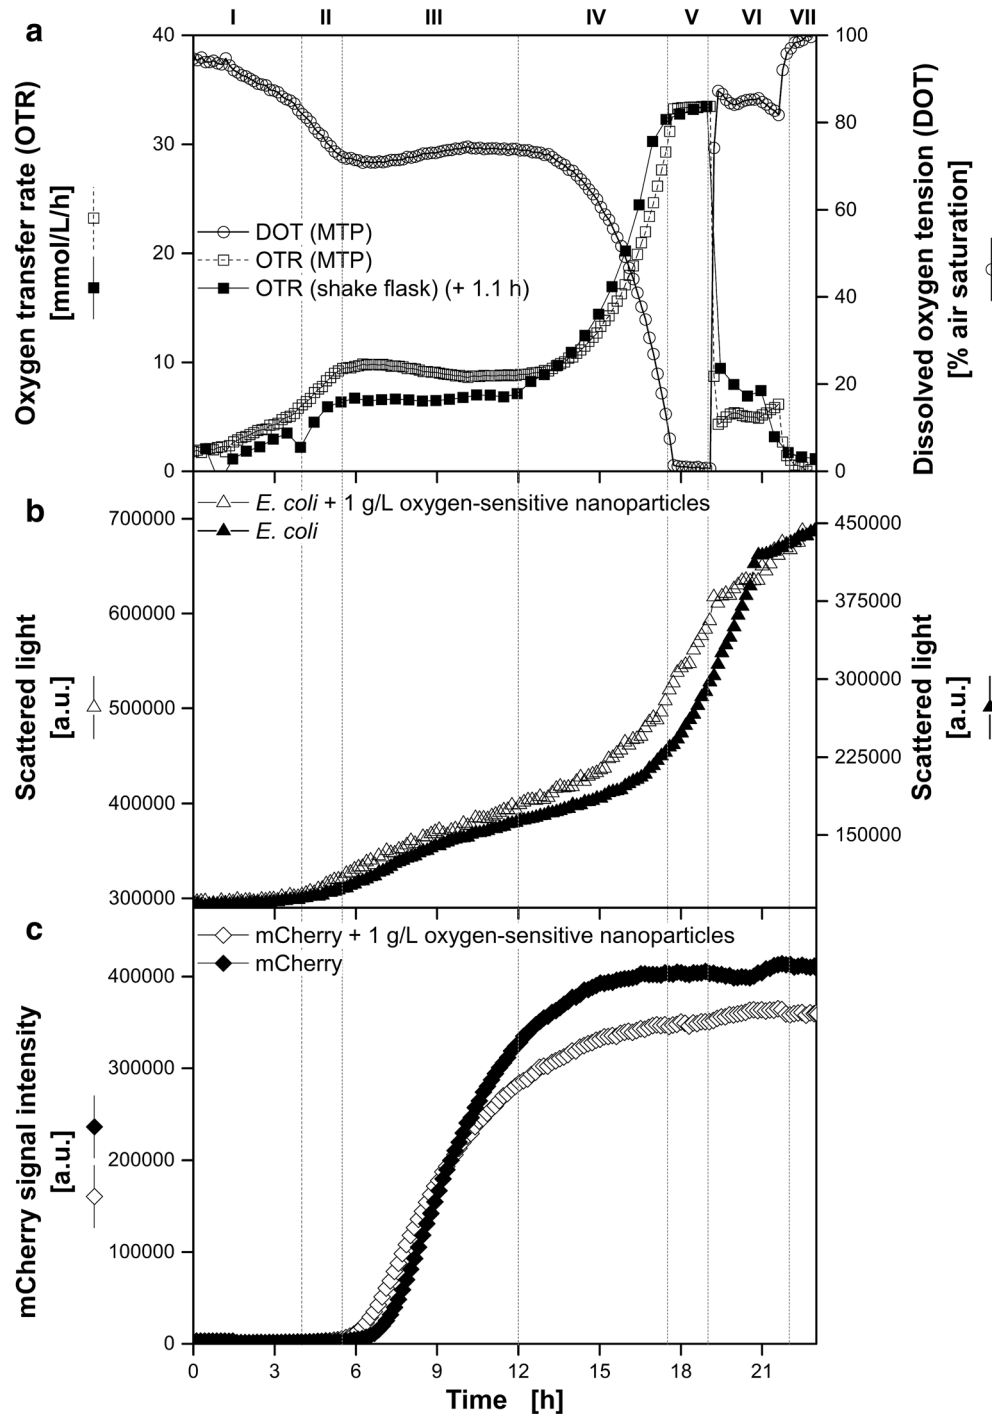 a
I II III IV V VI VII
Oxygen transfer rate (OTR)
[mmol/L/h]
40
30
20
10
0
DOT (MTP)
OTR (MTP)
OTR (shake flask) (+ 1.1 h)
100
80
60
40
20
0
Dissolved oxygen tension (DOT)
[% air saturation]
b
Scattered light
[a.u.]
700000
600000
500000
400000
300000
E. coli + 1 g/L oxygen-sensitive nanoparticles
E. coli
450000
375000
300000
225000
150000
Scattered light
[a.u.]
c
mCherry signal intensity
[a.u.]
400000
300000
200000
100000
0
mCherry + 1 g/L oxygen-sensitive nanoparticles
mCherry
0 3 6 9 12 15 18 21
Time [h]